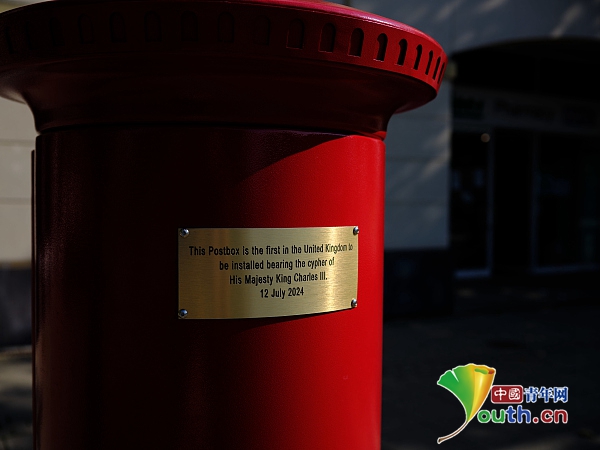 This Postbox is the first in the United Kingdom to
be installed bearing the cypher of
His Majesty King Charles III.
12 July 2024
中國青年网
youth.cn